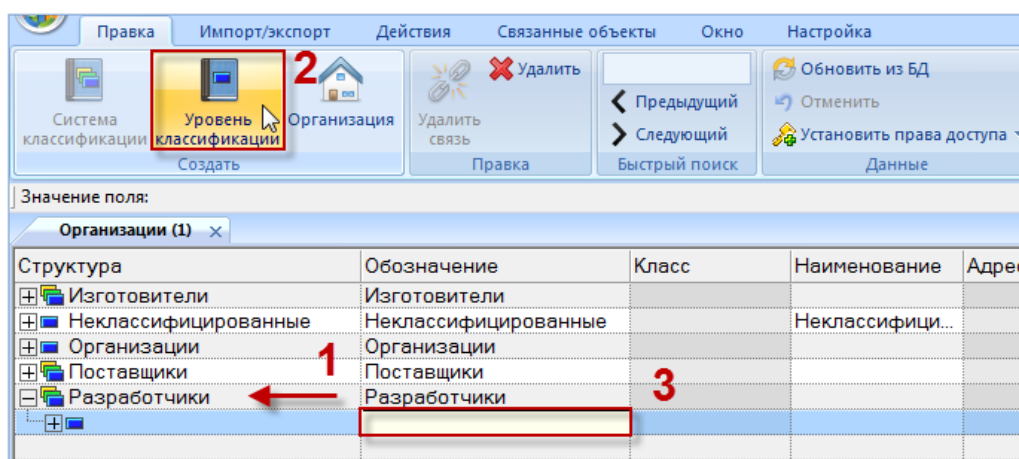 Правка Импорт/экспорт Действия Связанные объекты Окно Настройка
2 Удалить Обновить из БД
Предыдущий Отменить
Система классификации Уровень классификации Организация Удалить связь Следующий Установить права доступа
Создать Правка Быстрый поиск Данные
Значение поля:
Организации (1)
Структура Обозначение Класс Наименование Адрес
Изготовители Изготовители
Неклассифицированные Неклассифицированные Неклассифици...
Организации Организации
1
Поставщики Поставщики
3
Разработчики Разработчики